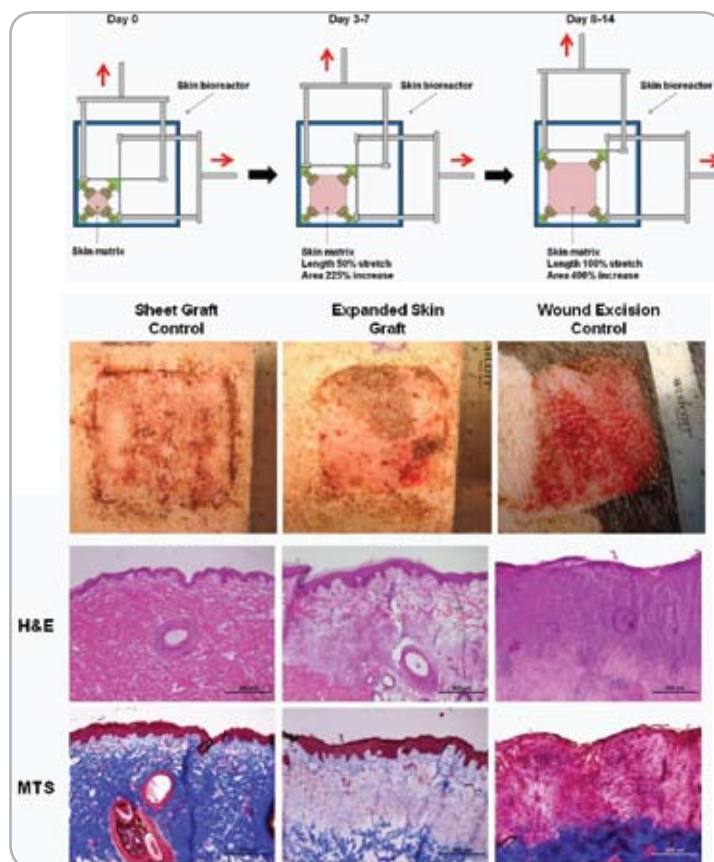 Day 0
Day 3-7
Day 8-14
Skin bioreactor
Skin bioreactor
Skin bioreactor
Skin matrix
Skin matrix
Length 50% stretch
Area 225% increase
Skin matrix
Length 100% stretch
Area 400% increase
Sheet Graft
Control
Expanded Skin
Graft
Wound Excision
Control
H&E
MTS